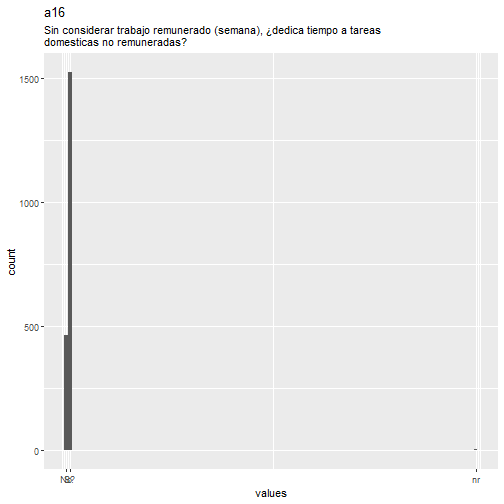 a16
Sin considerar trabajo remunerado (semana), ¿dedica tiempo a tareas
domesticas no remuneradas?
1500
1000
500
0
count
nr
values